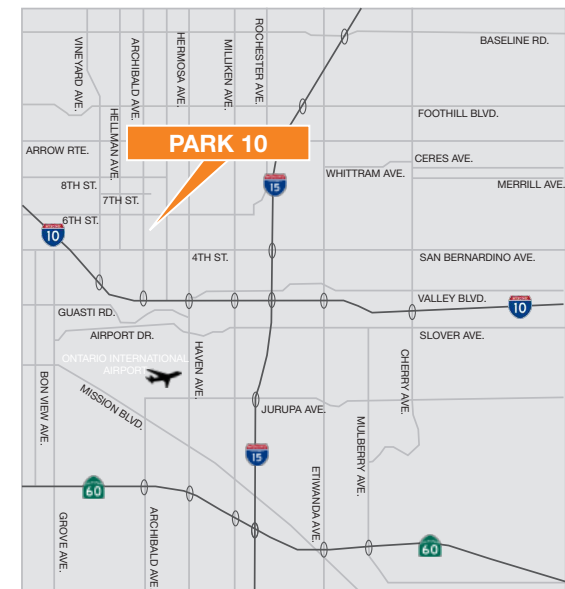 VINEYARD AVE.
ARCHIBALD AVE.
HERMOSA AVE.
MILLIKEN AVE.
ROCHESTER AVE.
BASELINE RD.
HELLMAN AVE.
FOOTHILL BLVD.
ARROW RTE.
PARK 10
CERES AVE.
WHITTRAM AVE.
8TH ST.
15
MERRILL AVE.
7TH ST.
6TH ST.
10
4TH ST.
SAN BERNARDINO AVE.
VALLEY BLVD.
10
GUASTI RD.
AIRPORT DR.
SLOVER AVE.
ONTARIO INTERNATIONAL
AIRPORT
HAVEN AVE.
CHERRY AVE.
BON VIEW AVE.
MISSION BLVD.
JURUPA AVE.
MULBERRY AVE.
15
ETIWANDA AVE.
60
GROVE AVE.
ARCHIBALD AVE
60